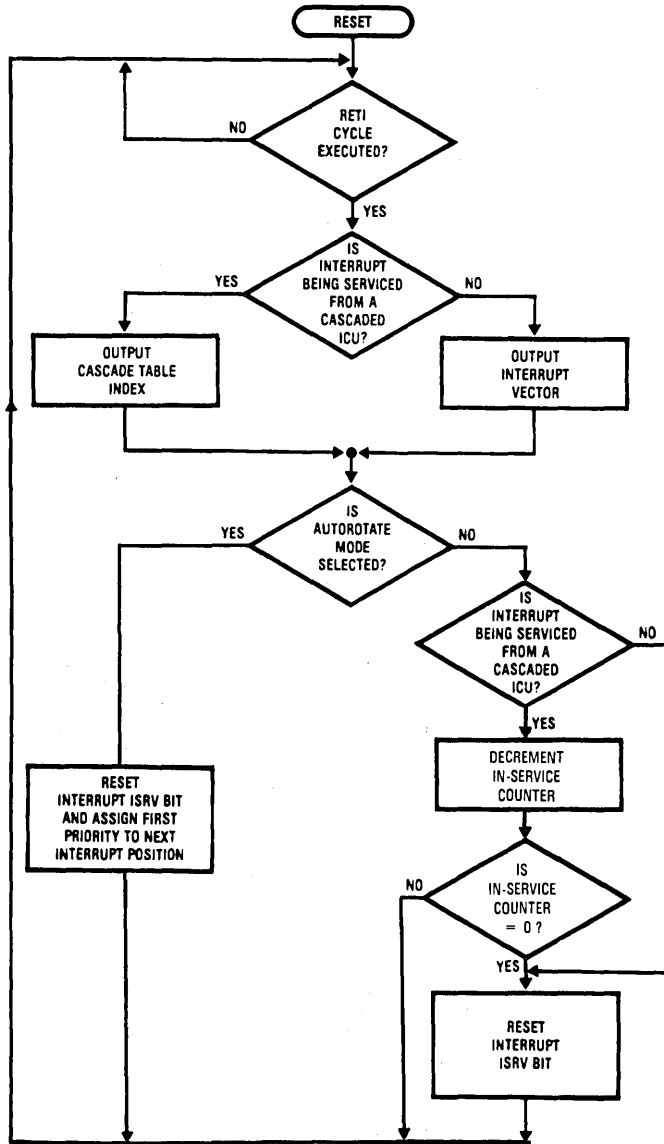 RESET
RETI
CYCLE
EXECUTED?
NO
YES
IS
INTERRUPT
BEING SERVICED
FROM A
CASCADED
ICU?
YES
NO
OUTPUT
CASCADE TABLE
INDEX
OUTPUT
INTERRUPT
VECTOR
IS
AUTOROTATE
MODE
SELECTED?
YES
NO
IS
INTERRUPT
BEING SERVICED
FROM A
CASCADED
ICU?
NO
YES
DECREMENT
IN-SERVICE
COUNTER
RESET
INTERRUPT ISRV BIT
AND ASSIGN FIRST
PRIORITY TO NEXT
INTERRUPT POSITION
IS
IN-SERVICE
COUNTER
= 0 ?
NO
YES
RESET
INTERRUPT
ISRV BIT